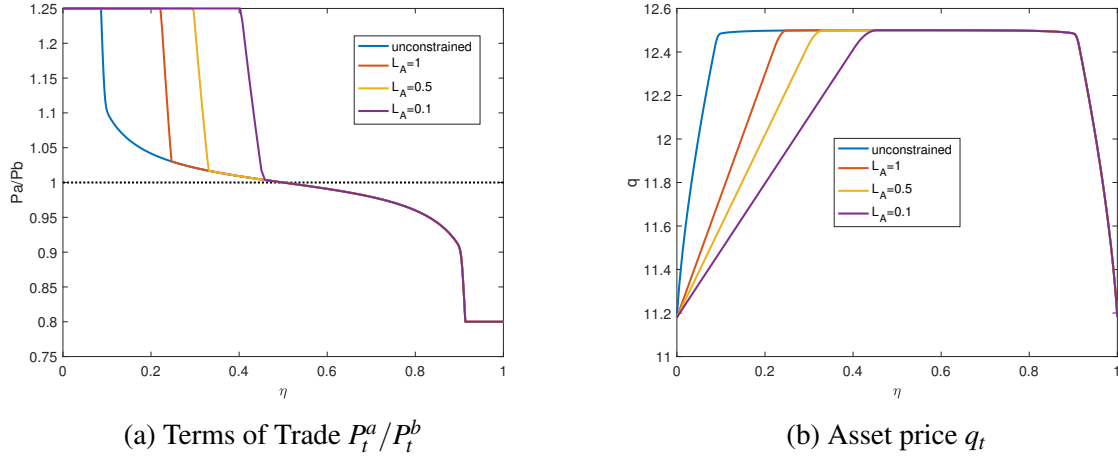 1.25
1.2
1.15
1.1
1.05
1
0.95
0.9
0.85
0.8
0.75
Pa/Pb
unconstrained
L_A=1
L_A=0.5
L_A=0.1
0 0.2 0.4 0.6 0.8 1
η
(a) Terms of Trade P_t^a/P_t^b
12.6
12.4
12.2
12
11.8
11.6
11.4
11.2
11
q
unconstrained
L_A=1
L_A=0.5
L_A=0.1
0 0.2 0.4 0.6 0.8 1
η
(b) Asset price q_t